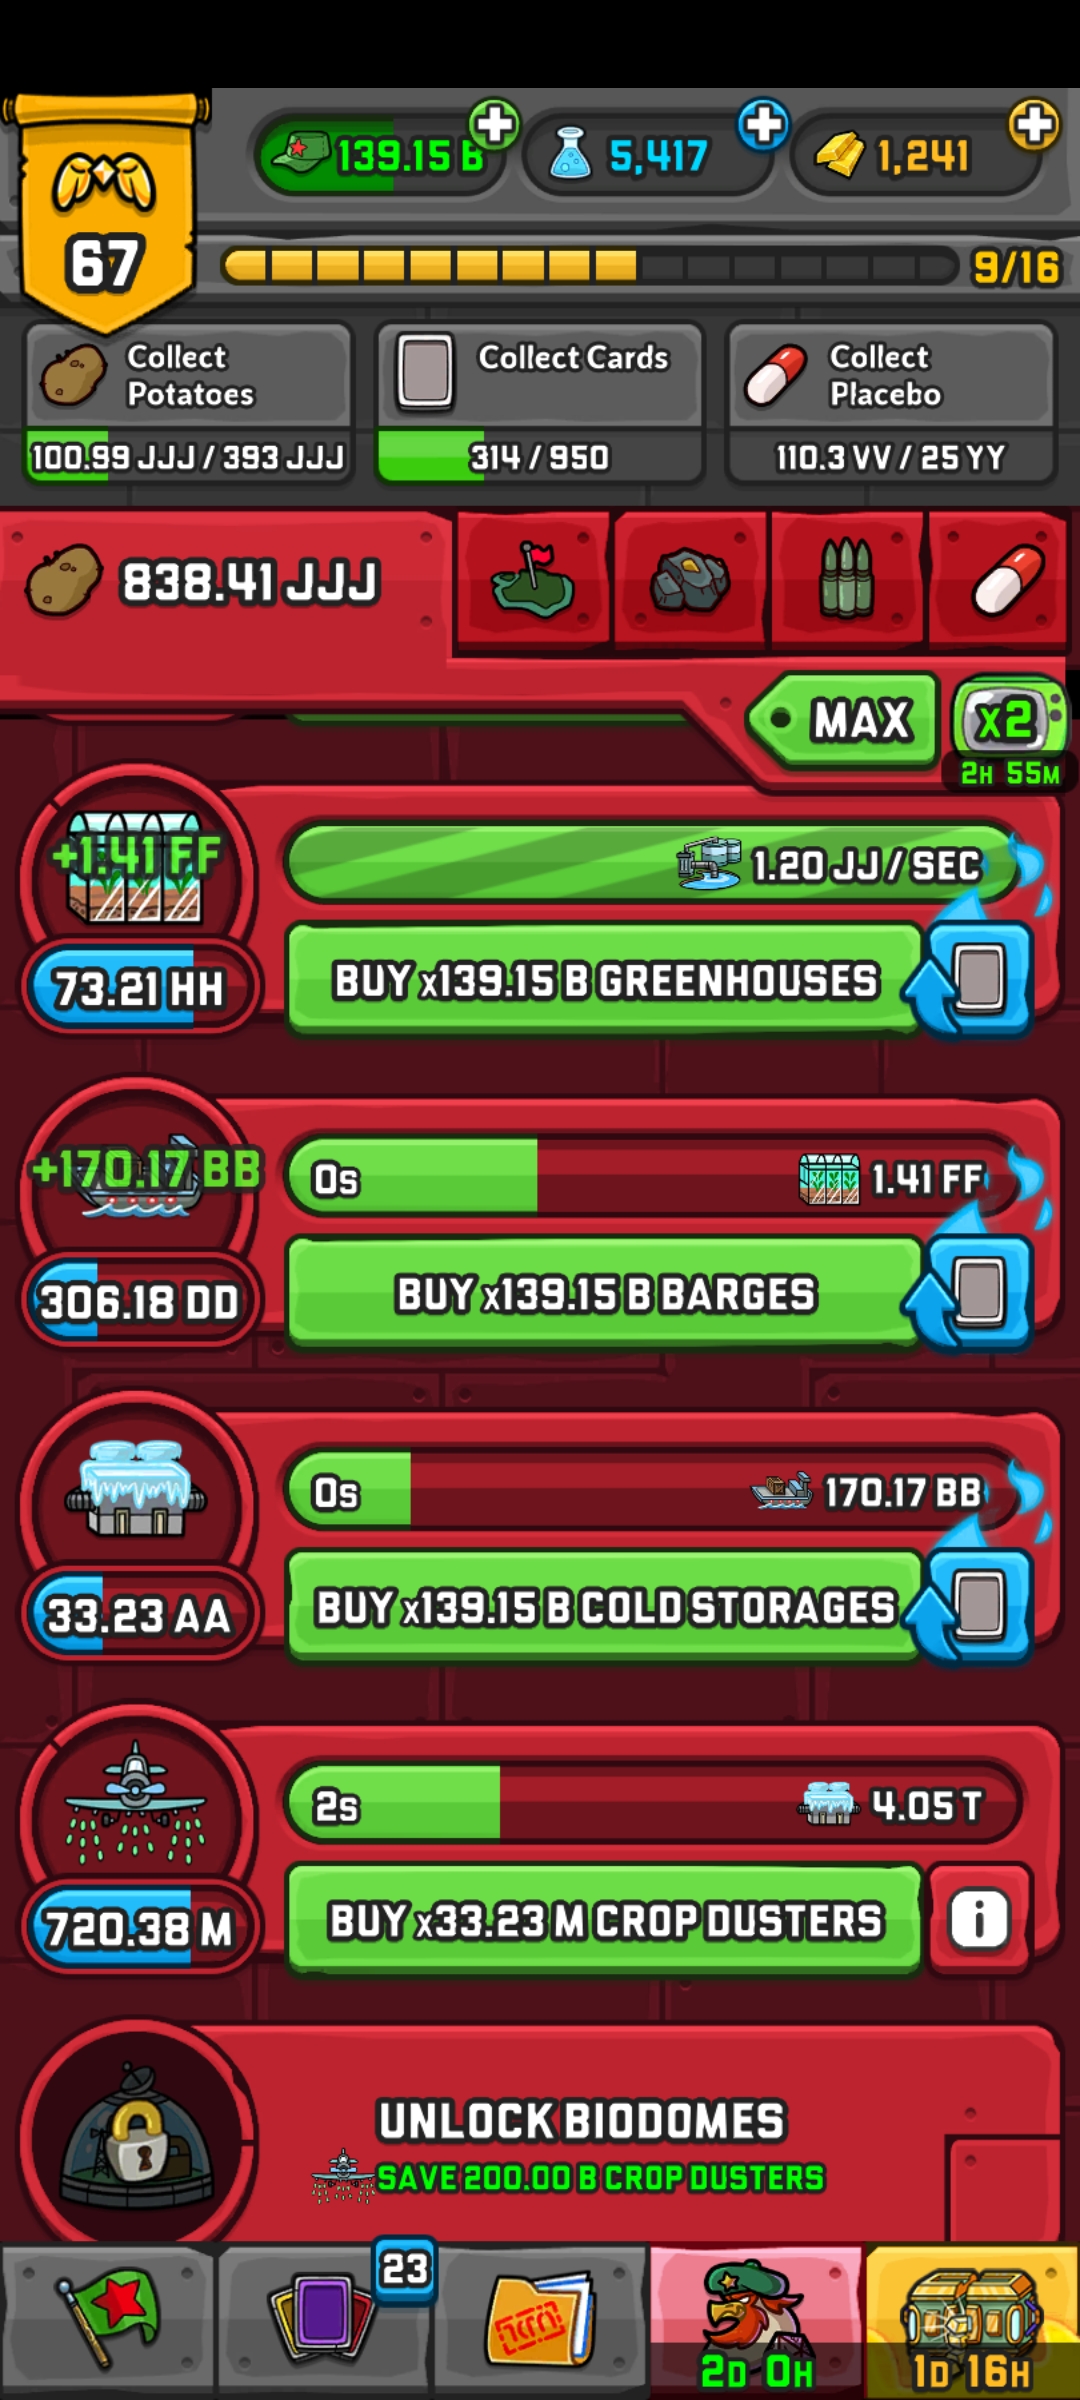 139.15 B
5,417
1,241
67
9/16
Collect
Potatoes
100.99 JJJ / 393 JJJ
Collect Cards
314 / 950
Collect
Placebo
110.3 VV / 25 YY
838.41 JJJ
MAX
X2
2H 55M
+1.41 FF
1.20 JJ / SEC
73.21 HH
BUY x139.15 B GREENHOUSES
+170.17 BB
0s
1.41 FF
306.18 DD
BUY x139.15 B BARGES
0s
170.17 BB
33.23 AA
BUY x139.15 B COLD STORAGES
2s
4.05 T
720.38 M
BUY x33.23 M CROP DUSTERS
i
UNLOCK BIODOMES
SAVE 200.00 B CROP DUSTERS
23
2D 0H
1D 16H